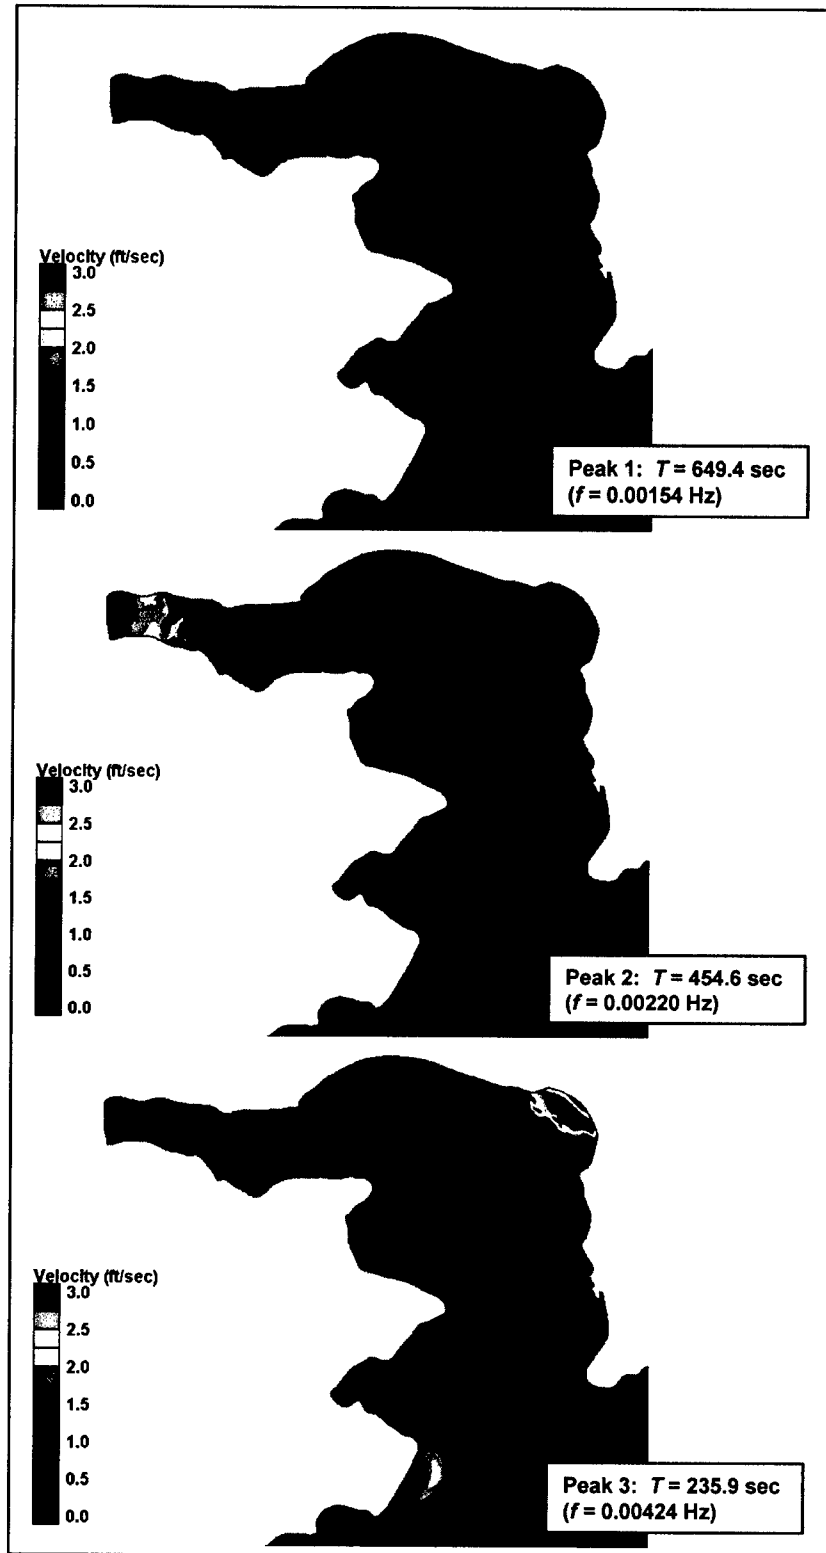 Velocity (ft/sec)
3.0
2.5
2.0
1.5
1.0
0.5
0.0
Peak 1: T = 649.4 sec
(f = 0.00154 Hz)
Velocity (ft/sec)
3.0
2.5
2.0
1.5
1.0
0.5
0.0
Peak 2: T = 454.6 sec
(f = 0.00220 Hz)
Velocity (ft/sec)
3.0
2.5
2.0
1.5
1.0
0.5
0.0
Peak 3: T = 235.9 sec
(f = 0.00424 Hz)